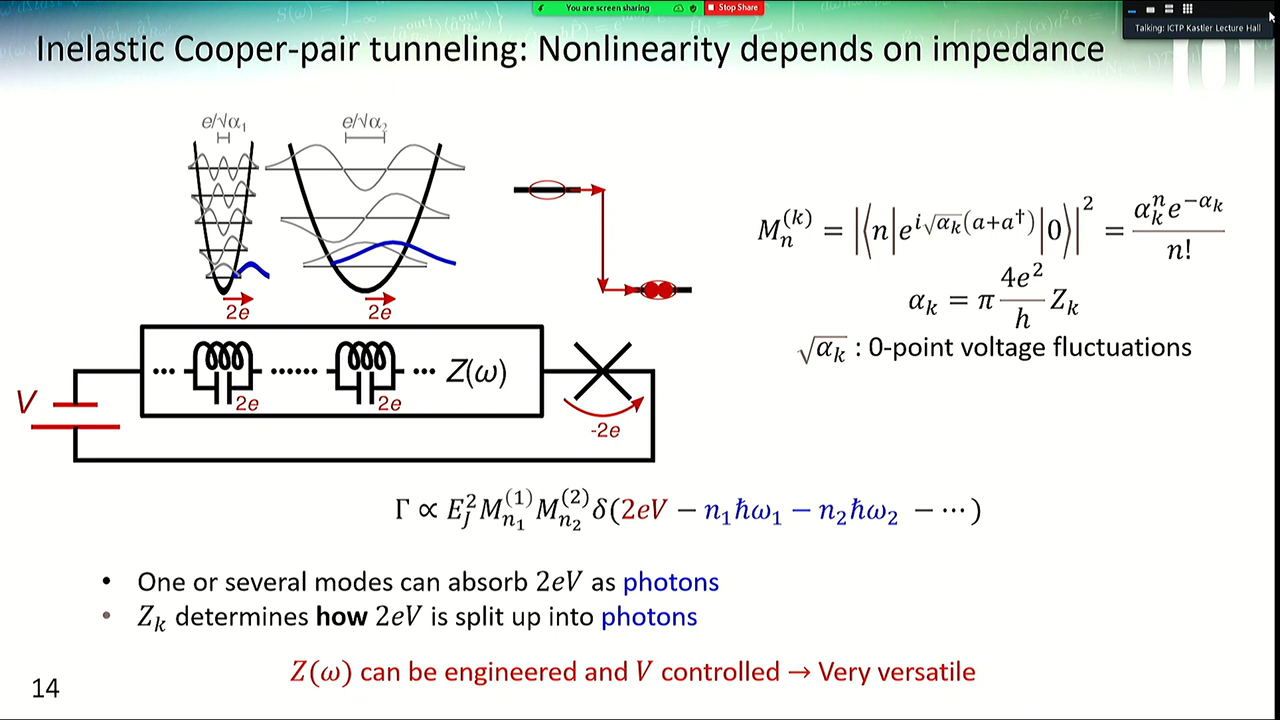 You are screen sharing
Stop Share
Talking: ICTP Kastler Lecture Hall
Inelastic Cooper-pair tunneling: Nonlinearity depends on impedance
e/√α₁
e/√α₂
2e
2e
M_n^{(k)} = |⟨n|e^{i√α_k(a+a†)}|0⟩|² = α_k^n e^{-α_k} / n!
α_k = π 4e²/h Z_k
√α_k : 0-point voltage fluctuations
V
··· ······ ··· Z(ω)
2e
2e
-2e
Γ ∝ E_J² M_{n₁}^{(1)} M_{n₂}^{(2)} δ(2eV − n₁ħω₁ − n₂ħω₂ − ⋯)
• One or several modes can absorb 2eV as photons
• Z_k determines how 2eV is split up into photons
Z(ω) can be engineered and V controlled → Very versatile
14